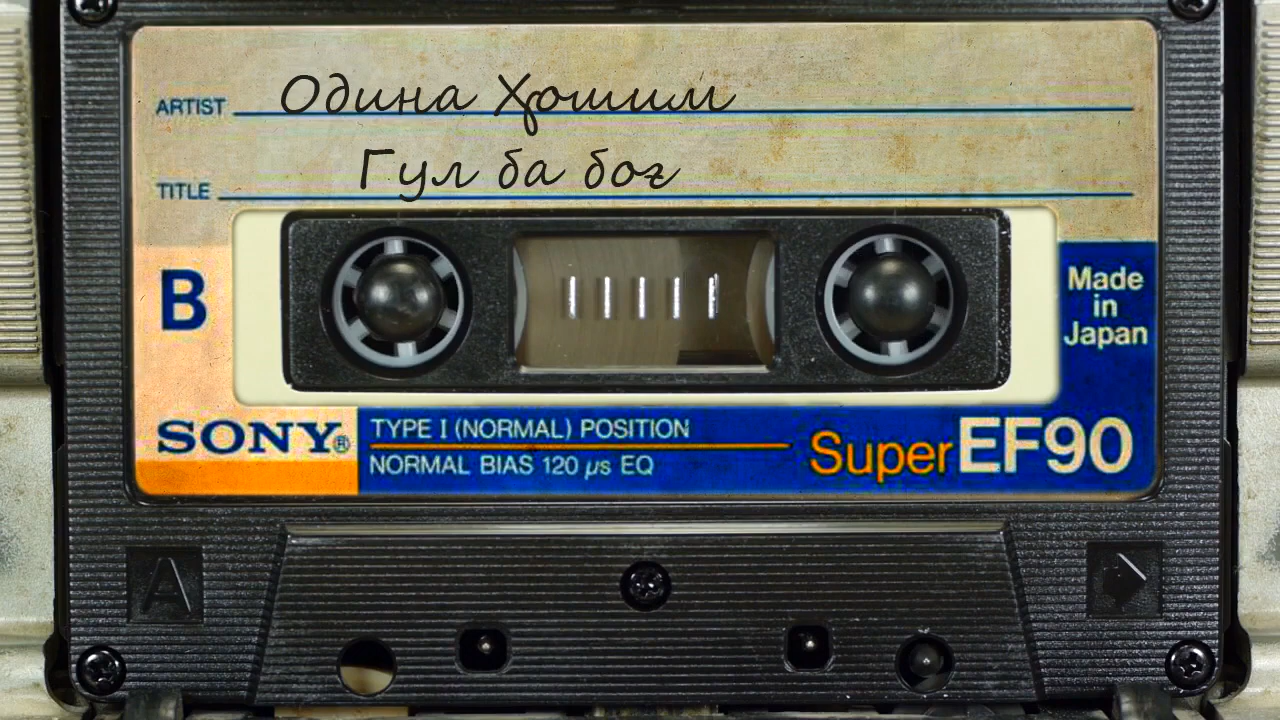 ARTIST Одина Ҳошим
TITLE Гул ба боғ
B
Made
in
Japan
SONY®
TYPE I (NORMAL) POSITION
NORMAL BIAS 120 μs EQ
Super EF90
A